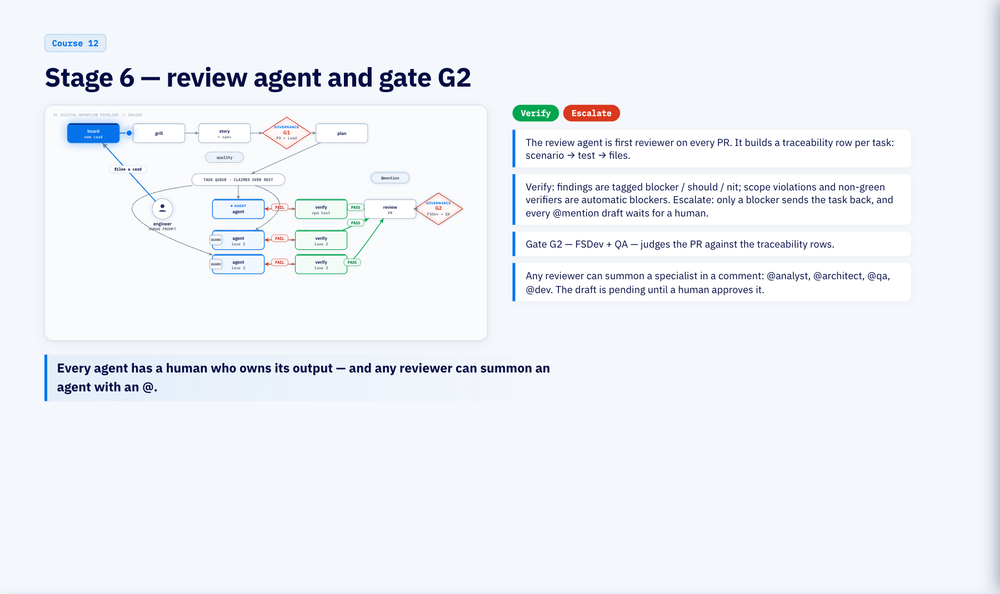 Course 12
Stage 6 — review agent and gate G2
SC DIGITAL WORKFLOW PIPELINE // ENGINE
board
new card
grill
story
+ spec
GOVERNANCE
G1
PO + Lead
plan
quality
files a card
TASK QUEUE · CLAIMED OVER REST
@mention
engineer
HUMAN PROMPT
✦ AGENT
agent
FAIL
verify
npm test
PASS
review
PR
GOVERNANCE
G2
FSDev + QA
PASS
GUARD
agent
lane 2
FAIL
verify
lane 2
GUARD
agent
lane 3
FAIL
verify
lane 3
PASS
Verify
Escalate
The review agent is first reviewer on every PR. It builds a traceability row per task:
scenario → test → files.
Verify: findings are tagged blocker / should / nit; scope violations and non-green
verifiers are automatic blockers. Escalate: only a blocker sends the task back, and
every @mention draft waits for a human.
Gate G2 — FSDev + QA — judges the PR against the traceability rows.
Any reviewer can summon a specialist in a comment: @analyst, @architect, @qa,
@dev. The draft is pending until a human approves it.
Every agent has a human who owns its output — and any reviewer can summon an
agent with an @.